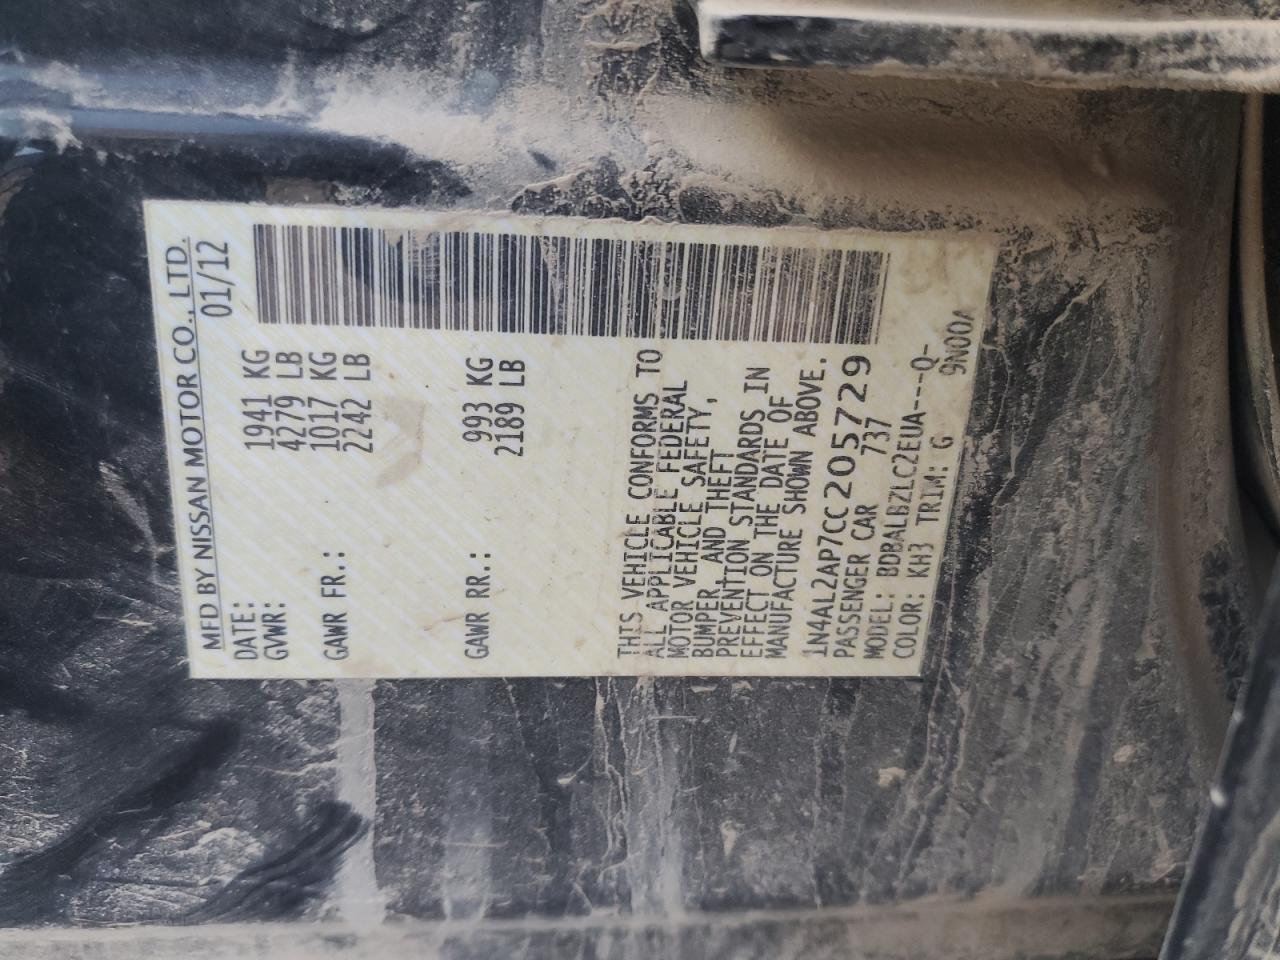 MFD BY NISSAN MOTOR CO., LTD.
DATE: 01/12
GVWR: 1941 KG
4279 LB
GAWR FR.: 1017 KG
2242 LB
GAWR RR.: 993 KG
2189 LB
THIS VEHICLE CONFORMS TO
ALL APPLICABLE FEDERAL
MOTOR VEHICLE SAFETY,
BUMPER, AND THEFT
PREVENTION STANDARDS IN
EFFECT ON THE DATE OF
MANUFACTURE SHOWN ABOVE.
1N4AL2AP7CC205729
PASSENGER CAR 737
MODEL: BDBALBZLC2EUA----Q-
COLOR: KH3 TRIM: G 9N00A